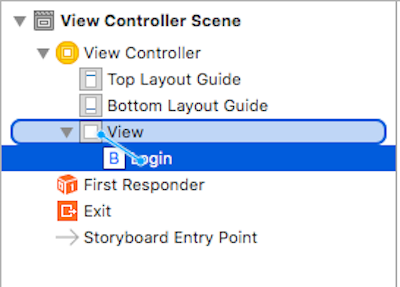 View Controller Scene
View Controller
Top Layout Guide
Bottom Layout Guide
View
B Login
First Responder
1
Exit
Storyboard Entry Point